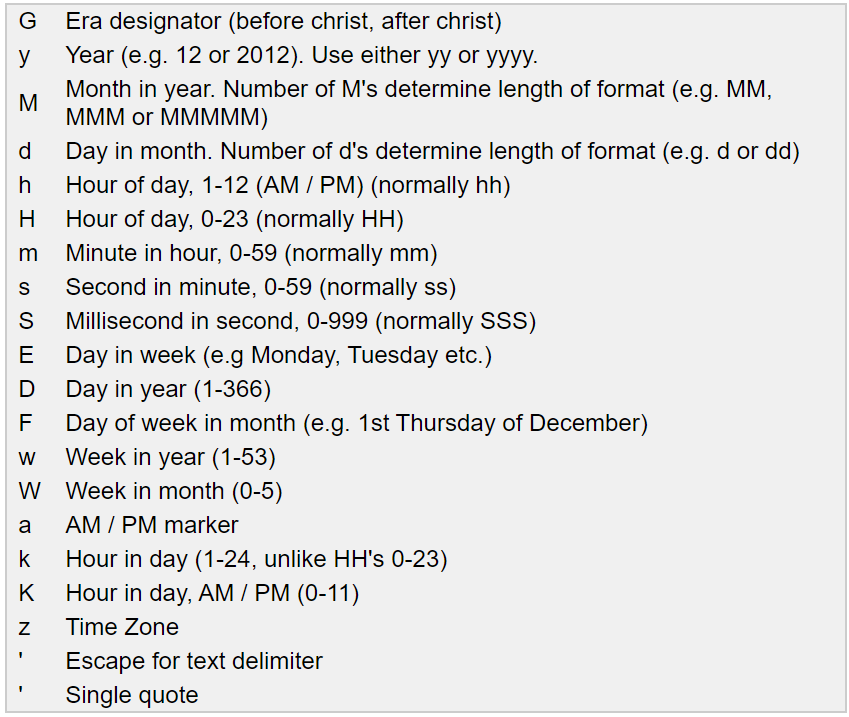 G Era designator (before christ, after christ)
y Year (e.g. 12 or 2012). Use either yy or yyyy.
M Month in year. Number of M's determine length of format (e.g. MM,
MMM or MMMMM)
d Day in month. Number of d's determine length of format (e.g. d or dd)
h Hour of day, 1-12 (AM / PM) (normally hh)
H Hour of day, 0-23 (normally HH)
m Minute in hour, 0-59 (normally mm)
s Second in minute, 0-59 (normally ss)
S Millisecond in second, 0-999 (normally SSS)
E Day in week (e.g Monday, Tuesday etc.)
D Day in year (1-366)
F Day of week in month (e.g. 1st Thursday of December)
w Week in year (1-53)
W Week in month (0-5)
a AM / PM marker
k Hour in day (1-24, unlike HH's 0-23)
K Hour in day, AM / PM (0-11)
z Time Zone
' Escape for text delimiter
' Single quote